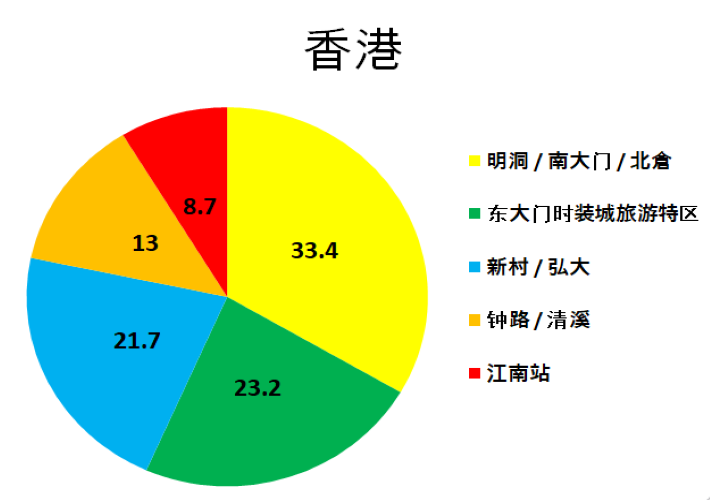 香港
8.7
33.4
13
21.7
23.2
明洞 / 南大门 / 北倉
东大门时装城旅游特区
新村 / 弘大
钟路 / 清溪
江南站